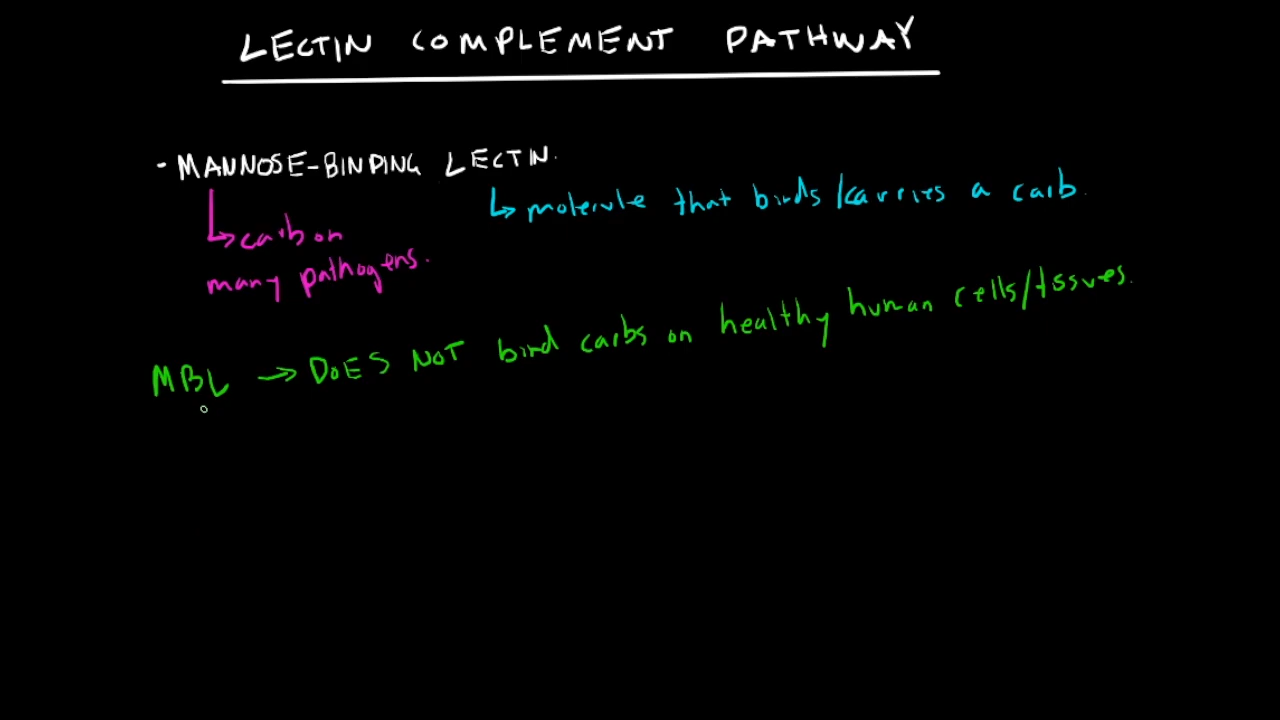 LECTIN COMPLEMENT PATHWAY
- MANNOSE-BINDING LECTIN.
↳ molecule that binds/carries a carb.
↳ carb on
many pathogens.
MBL → DOES NOT bind carbs on healthy human cells/tissues.